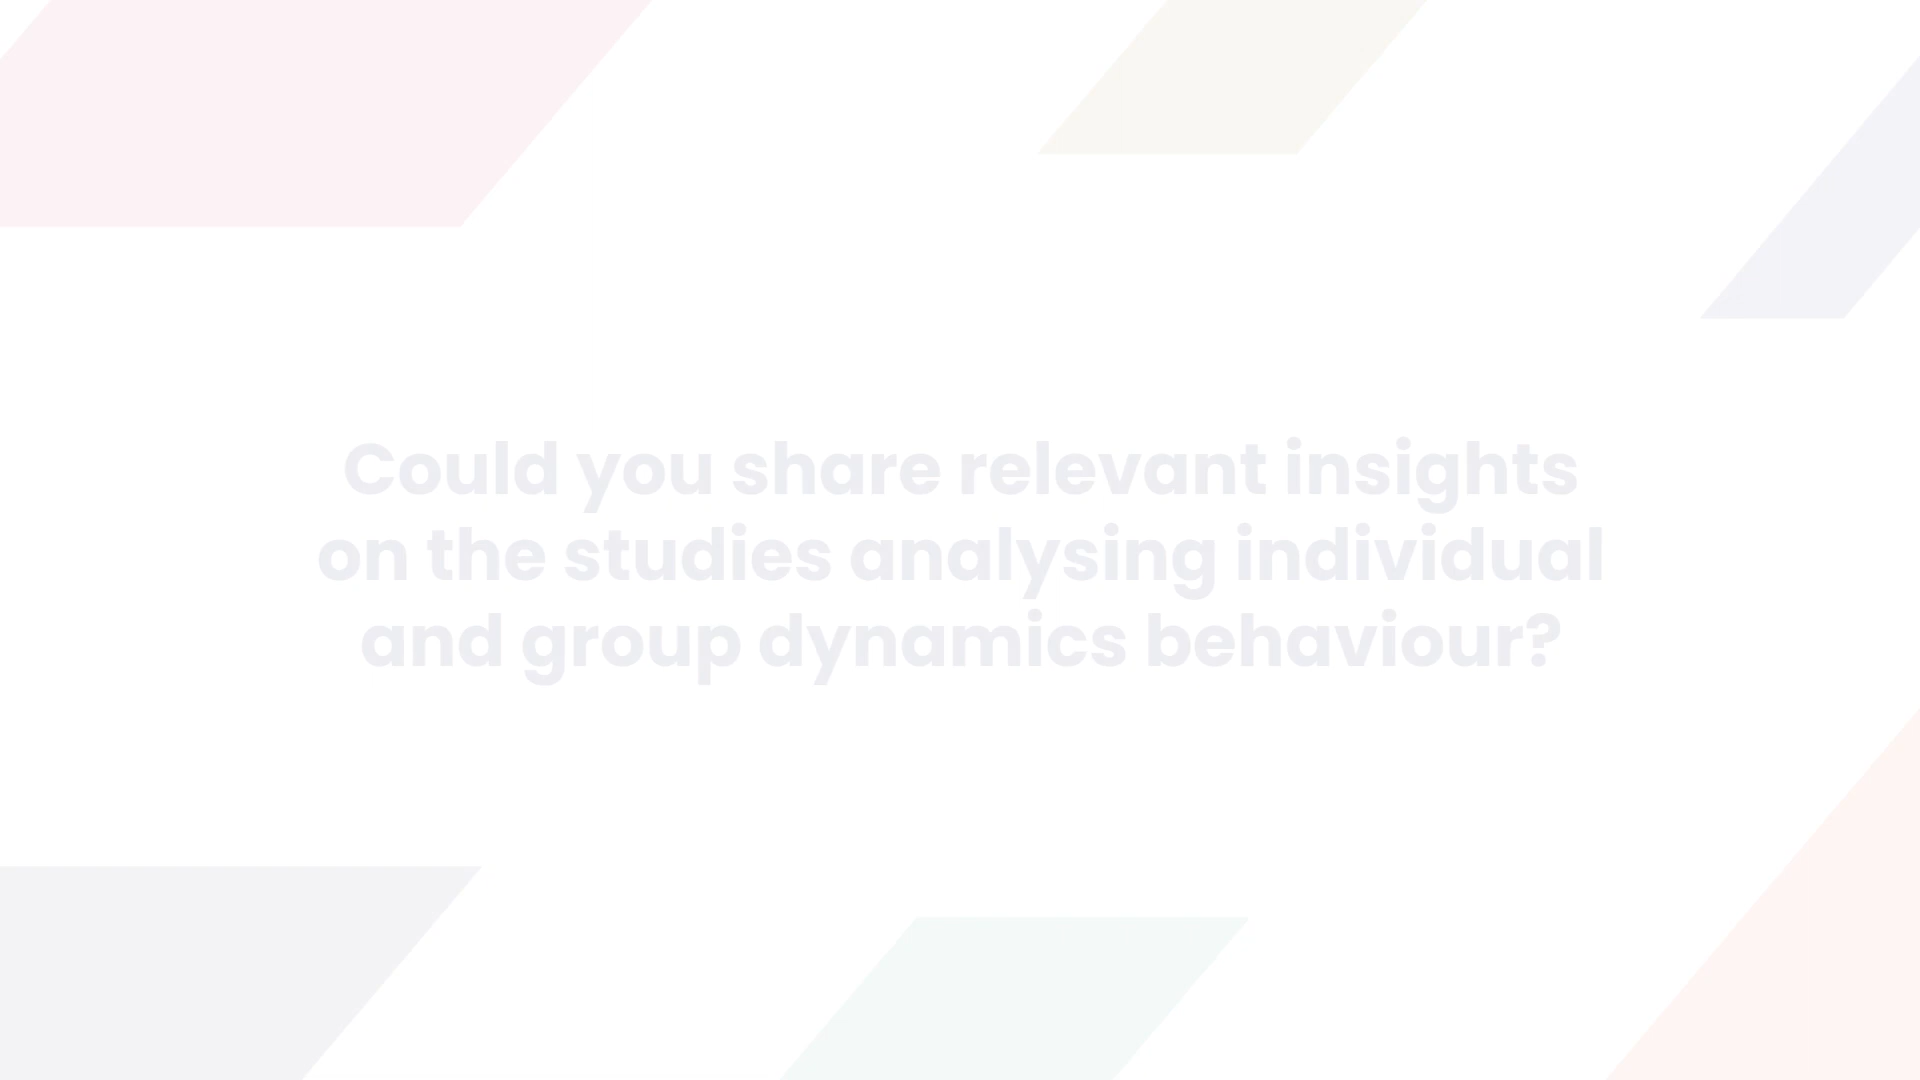 Could you share relevant insights
on the studies analysing individual
and group dynamics behaviour?